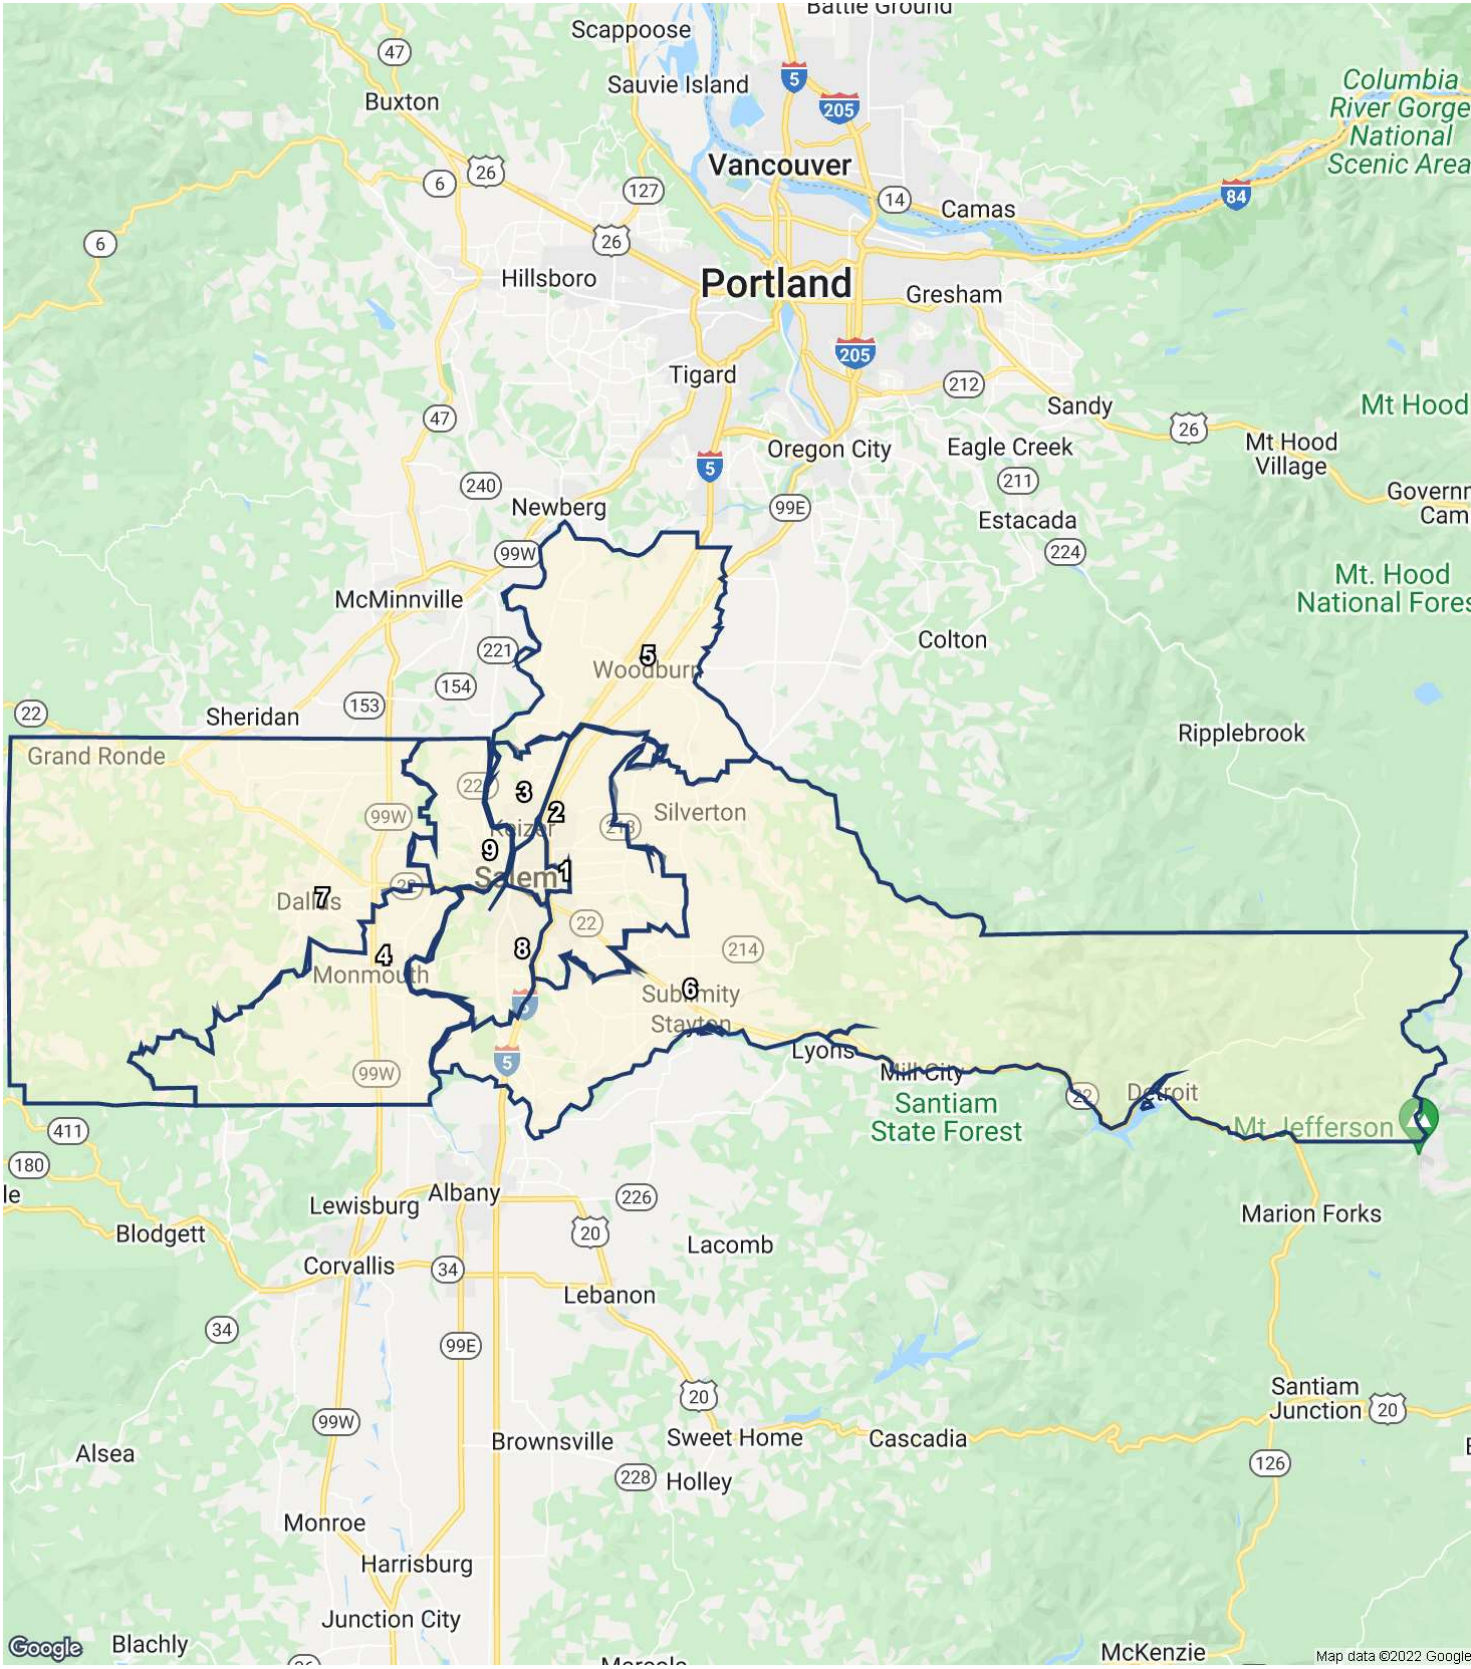 Battle Ground
Scappoose
47
5
Sauvie Island
Columbia
River Gorge
National
Scenic Area
Buxton
205
Vancouver
26
6
127
84
14
Camas
6
26
Hillsboro
Portland
Gresham
205
Tigard
212
Sandy
Mt Hood
47
26
Mt Hood
Village
Oregon City
Eagle Creek
5
211
240
Newberg
99E
Estacada
224
99W
Mt. Hood
McMinnville
221
Colton
5
Woodburn
154
153
22
Sheridan
Ripplebrook
Grand Ronde
3
2
99W
Silverton
Keizer
213
9
1
Salem
22
7
Dallas
22
8
214
4
Monmouth
6
Sublimity
5
Stayton
Lyons
5
99W
Mill City
22
Detroit
Santiam
State Forest
Mt Jefferson
411
180
le
Albany
226
Lewisburg
Marion Forks
Blodgett
20
Lacomb
Corvallis
34
Lebanon
34
99E
20
Santiam
Junction
20
99W
Brownsville
Sweet Home
Cascadia
Alsea
126
228
Holley
Monroe
Harrisburg
Junction City
Google
Blachly
McKenzie
Map data ©2022 Google